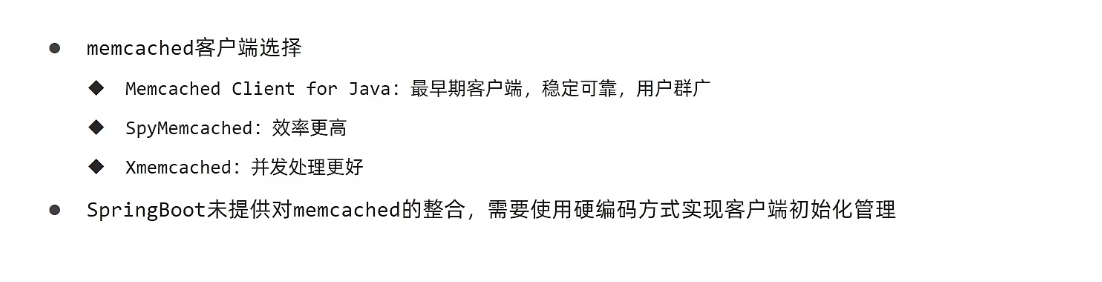 ● memcached客户端选择
◆ Memcached Client for Java：最早期客户端，稳定可靠，用户群广
◆ SpyMemcached：效率更高
◆ Xmemcached：并发处理更好
● SpringBoot未提供对memcached的整合，需要使用硬编码方式实现客户端初始化管理